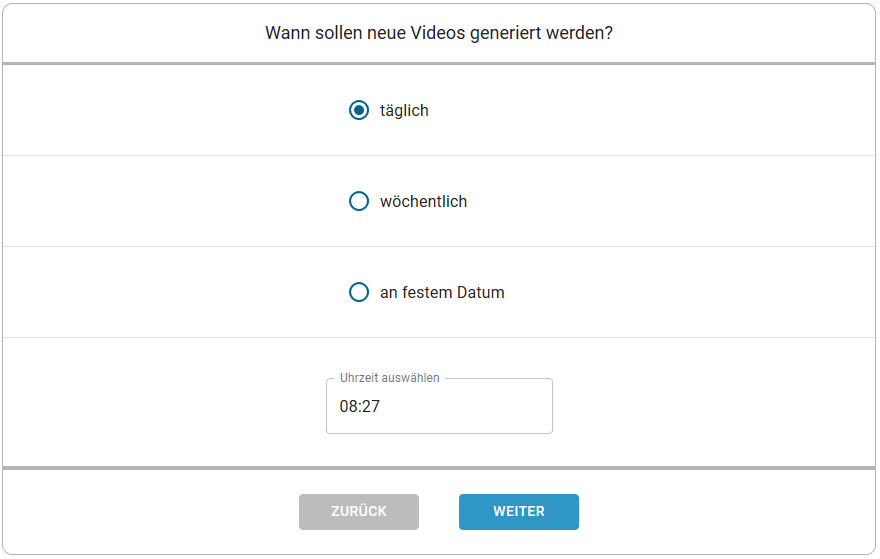 Wann sollen neue Videos generiert werden?
täglich
wöchentlich
an festem Datum
Uhrzeit auswählen
08:27
ZURÜCK
WEITER